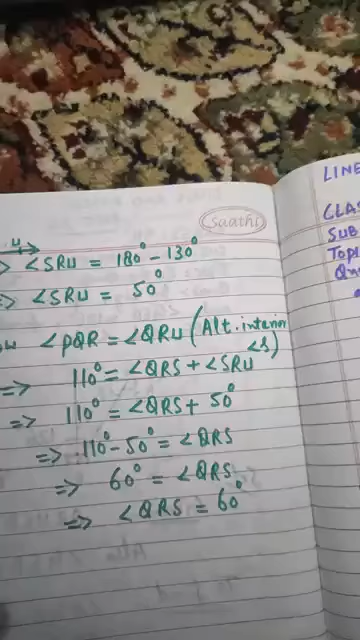 Saathi
∠SRU = 180° - 130°
=> ∠SRU = 50°
∠PQR = ∠QRU (Alt. interior ∠s)
=> 110° = ∠QRS + ∠SRU
=> 110° = ∠QRS + 50°
=> 110° - 50° = ∠QRS
=> 60° = ∠QRS
=> ∠QRS = 60°
LINE
CLAS
SUB
Topi